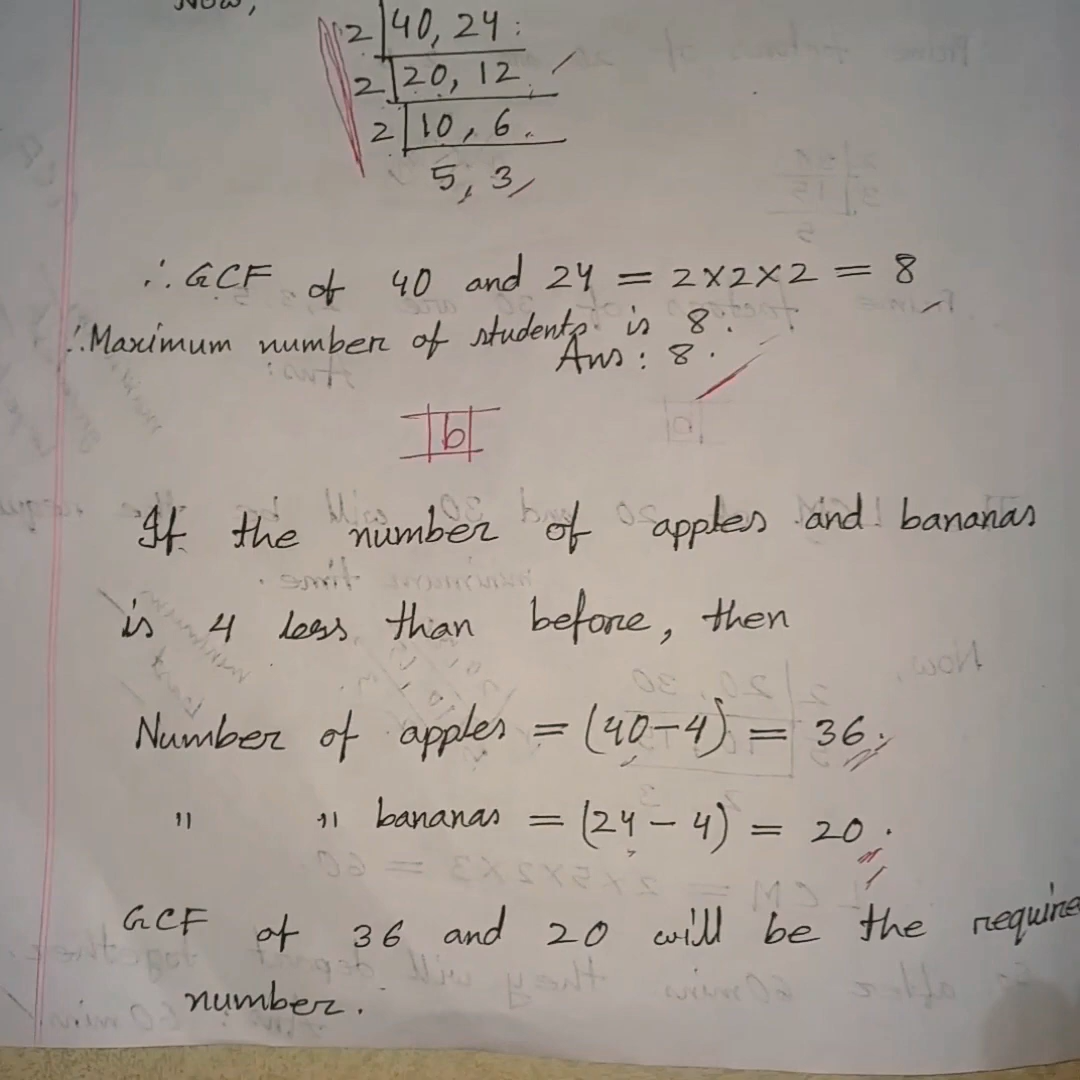 Now,
2 | 40, 24
2 | 20, 12
2 | 10, 6
5, 3
∴ GCF of 40 and 24 = 2×2×2 = 8
∴ Maximum number of students is 8.
Ans: 8.
b
If the number of apples and bananas
is 4 less than before, then
Number of apples = (40-4) = 36.
" " bananas = (24-4) = 20.
GCF of 36 and 20 will be the require
number.